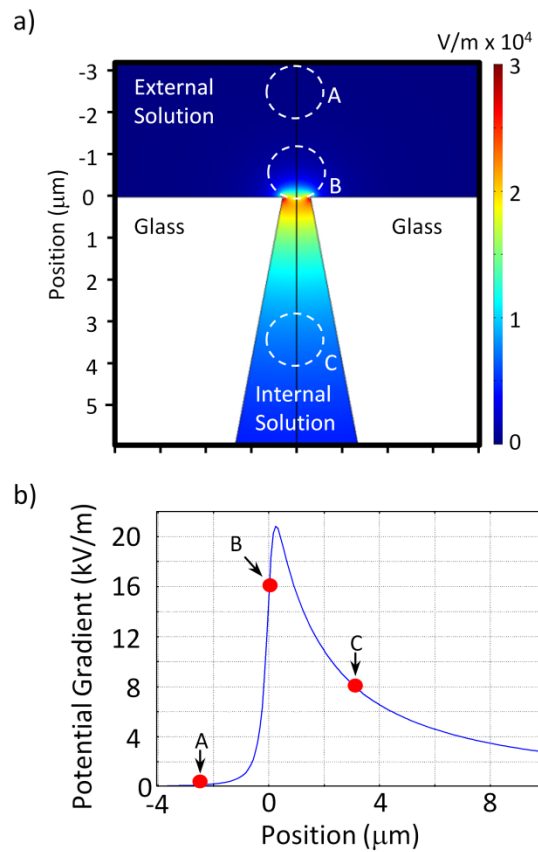 a)
V/m x 10⁴
-3
-2
-1
0
1
2
3
4
5
Position (μm)
External
Solution
A
B
Glass
Glass
C
Internal
Solution
3
2
1
0
b)
20
16
12
8
4
0
Potential Gradient (kV/m)
B
C
A
-4
0
4
8
Position (μm)